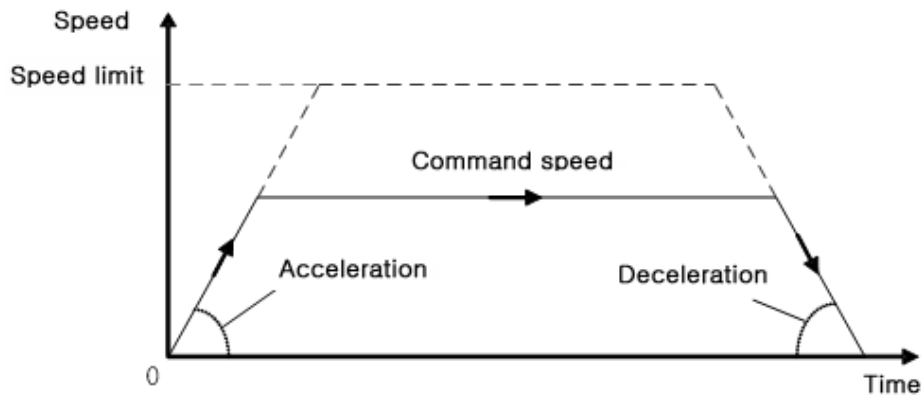 Speed
Speed limit
Command speed
Acceleration
Deceleration
0
Time